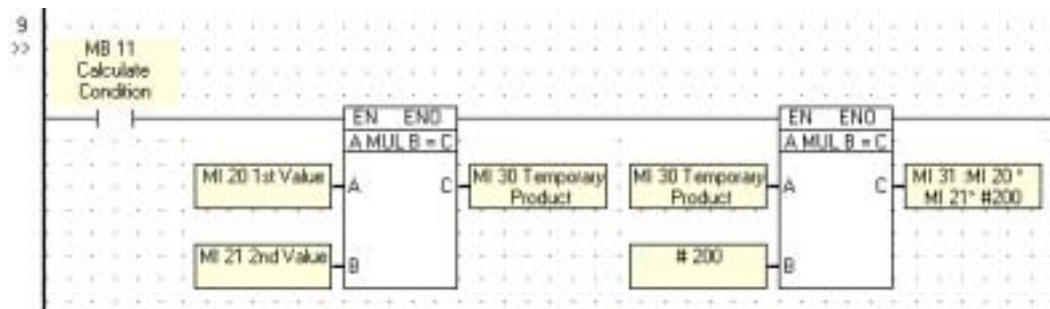 9
>>
MB 11
Calculate
Condition
EN ENO
A MUL B = C
MI 20 1st Value
A
C
MI 30 Temporary
Product
MI 21 2nd Value
B
EN ENO
A MUL B = C
MI 30 Temporary
Product
A
C
MI 31 :MI 20 *
MI 21* #200
# 200
B